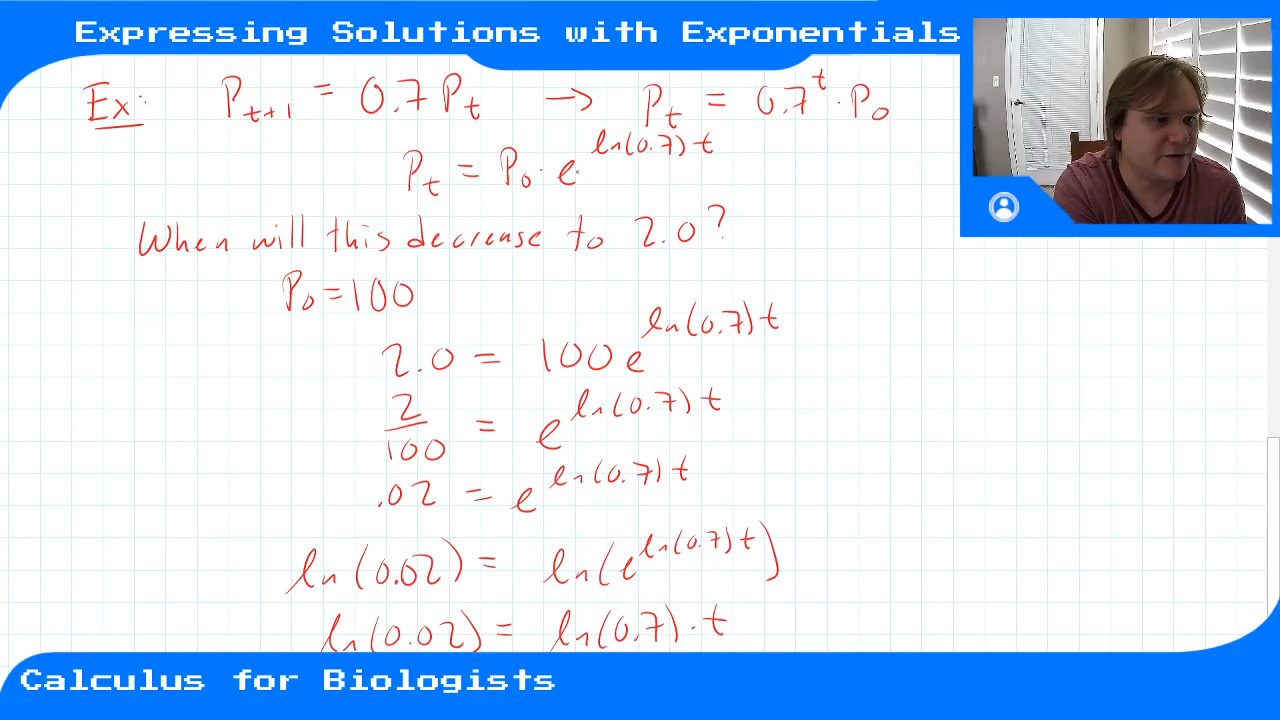 Expressing Solutions with Exponentials
Ex: P_{t+1} = 0.7 P_t → P_t = 0.7^t · P_0
P_t = P_0 · e^{ln(0.7) t}
When will this decrease to 2.0?
P_0 = 100
2.0 = 100 e^{ln(0.7) t}
2/100 = e^{ln(0.7) t}
.02 = e^{ln(0.7) t}
ln(0.02) = ln(e^{ln(0.7) t})
ln(0.02) = ln(0.7) · t
Calculus for Biologists